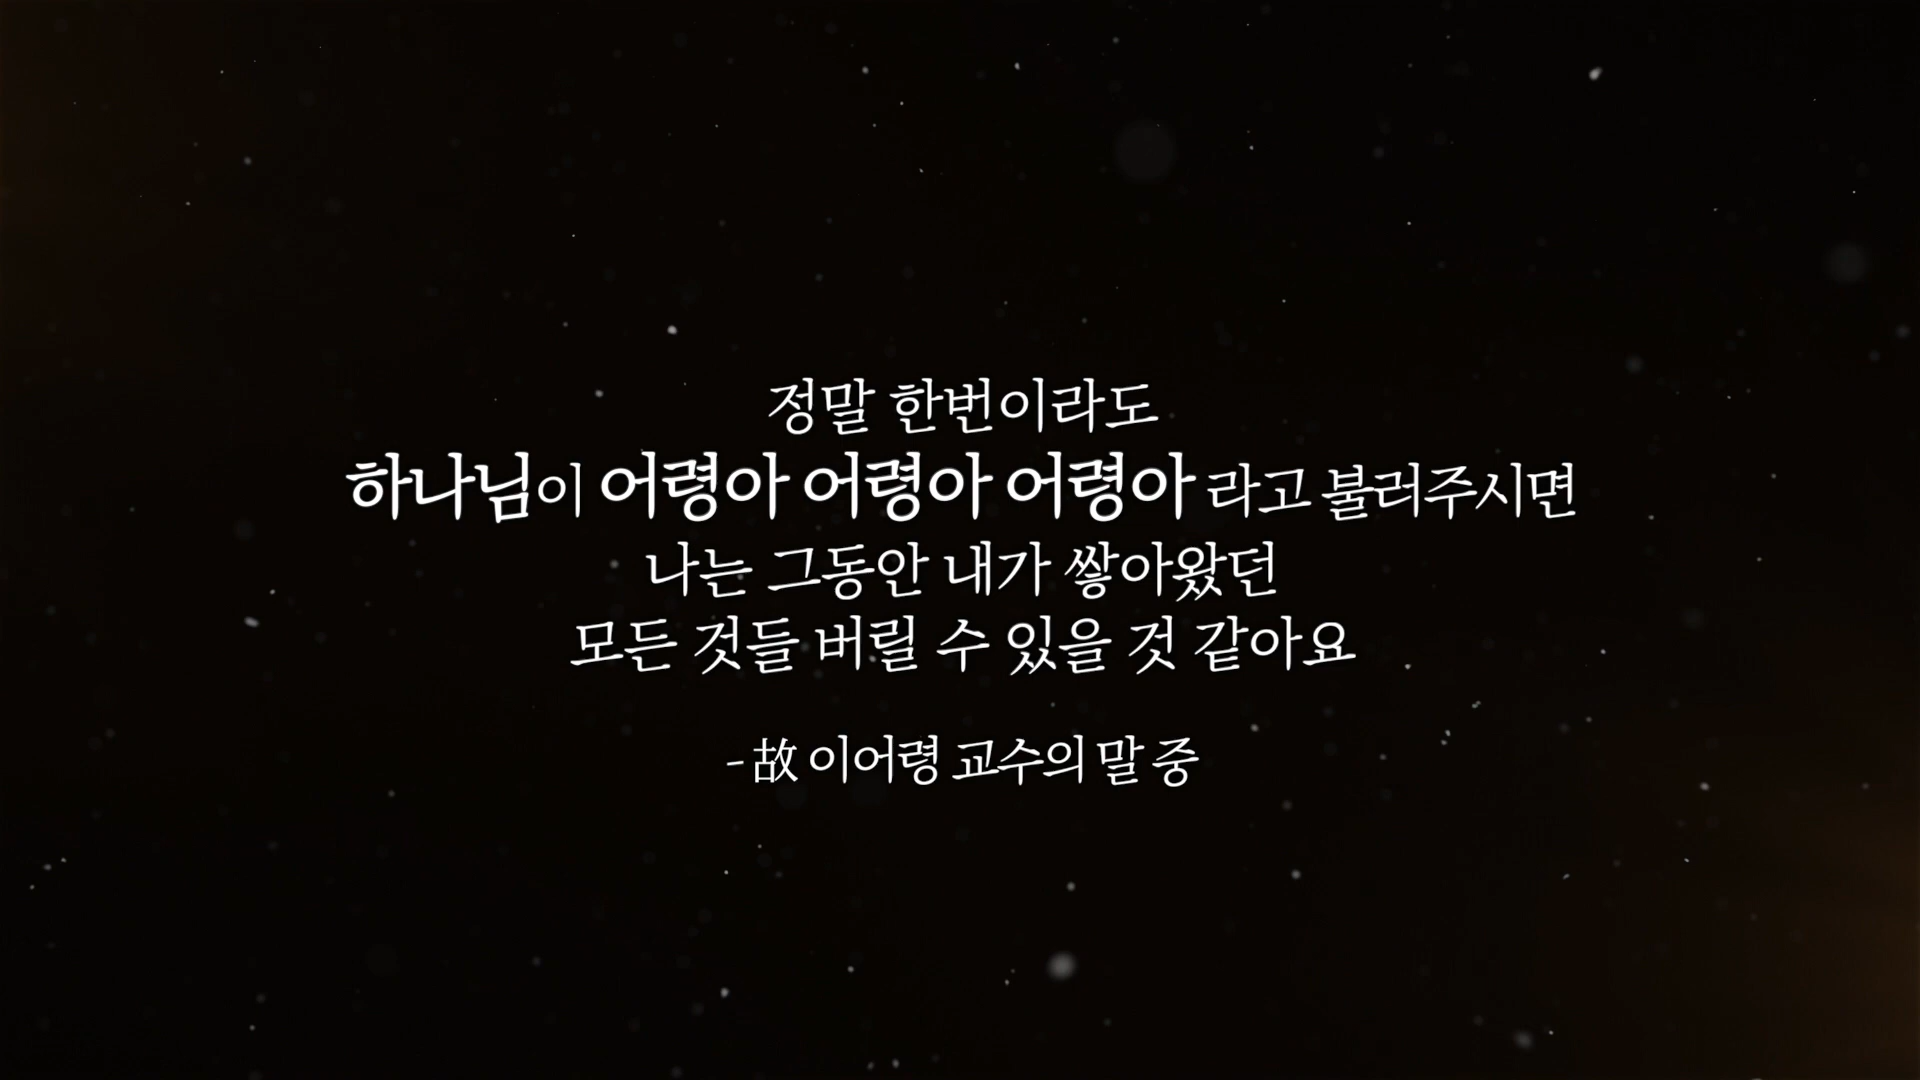 정말 한번이라도
하나님이 어령아 어령아 어령아 라고 불러주시면
나는 그동안 내가 쌓아왔던
모든 것들 버릴 수 있을 것 같아요
- 故 이어령 교수의 말 중